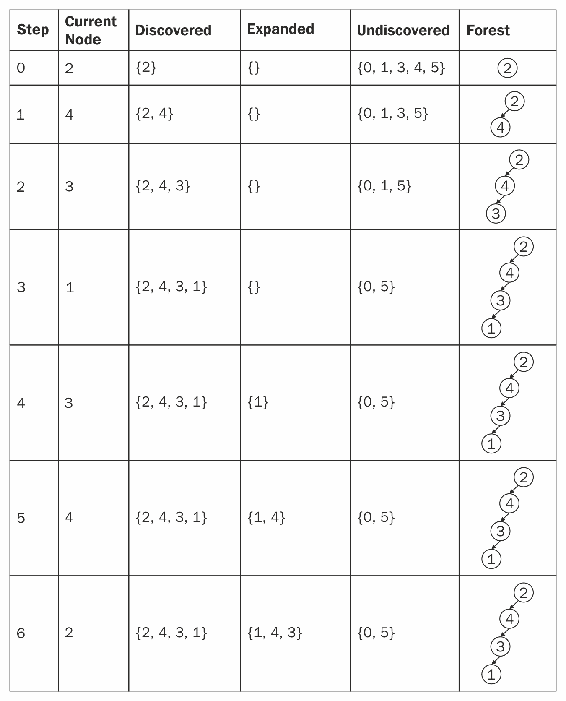 Step Current Node Discovered Expanded Undiscovered Forest
0 2 {2} {} {0, 1, 3, 4, 5} 2
1 4 {2, 4} {} {0, 1, 3, 5} 2 4
2 3 {2, 4, 3} {} {0, 1, 5} 2 4 3
3 1 {2, 4, 3, 1} {} {0, 5} 2 4 3 1
4 3 {2, 4, 3, 1} {1} {0, 5} 2 4 3 1
5 4 {2, 4, 3, 1} {1, 4} {0, 5} 2 4 3 1
6 2 {2, 4, 3, 1} {1, 4, 3} {0, 5} 2 4 3 1